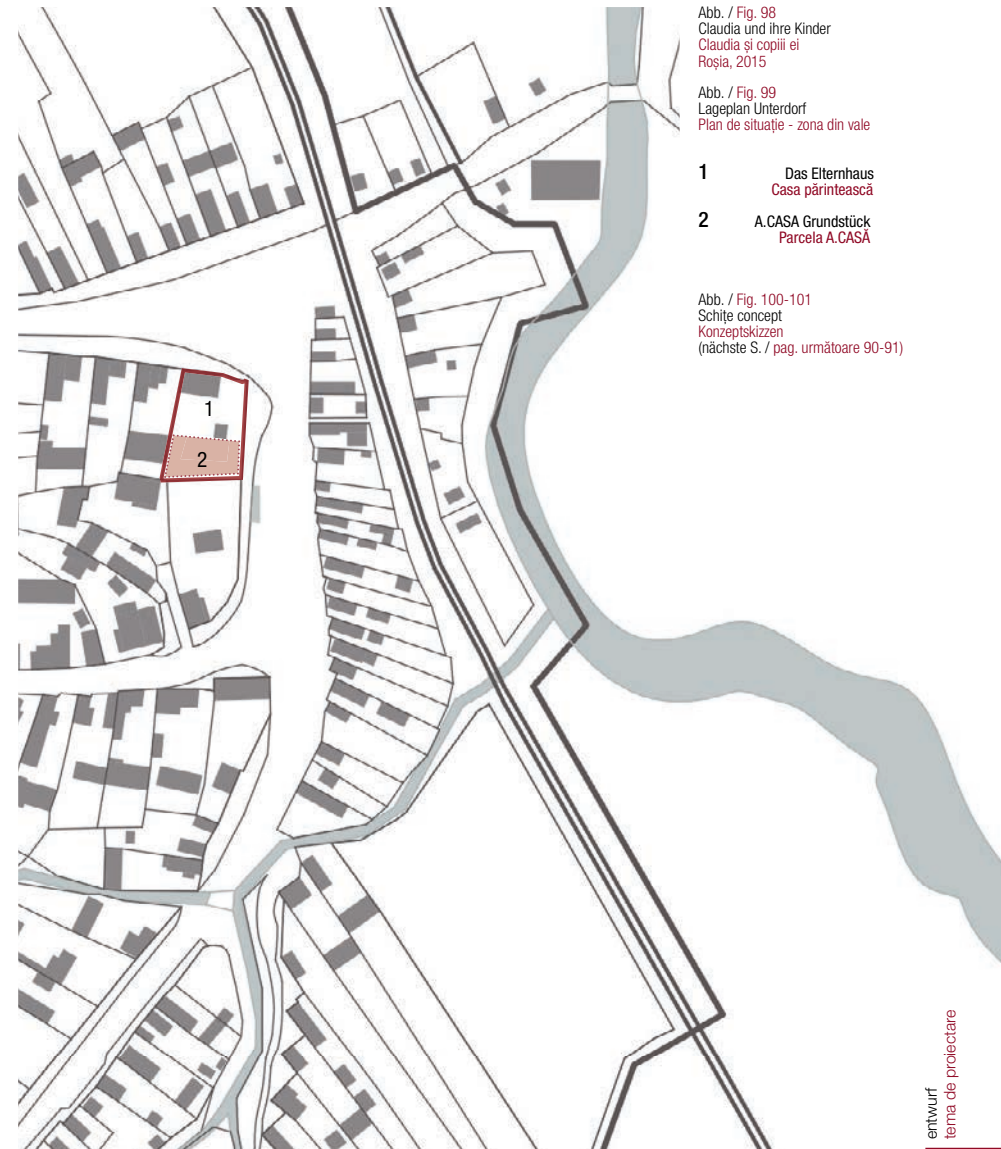 Abb. / Fig. 98
Claudia und ihre Kinder
Claudia și copiii ei
Roșia, 2015
Abb. / Fig. 99
Lageplan Unterdorf
Plan de situație - zona din vale
1 Das Elternhaus
Casa părintească
2 A.CASA Grundstück
Parcela A.CASĂ
Abb. / Fig. 100-101
Schițe concept
Konzeptskizzen
(nächste S. / pag. următoare 90-91)
1
2
entwurf
tema de proiectare